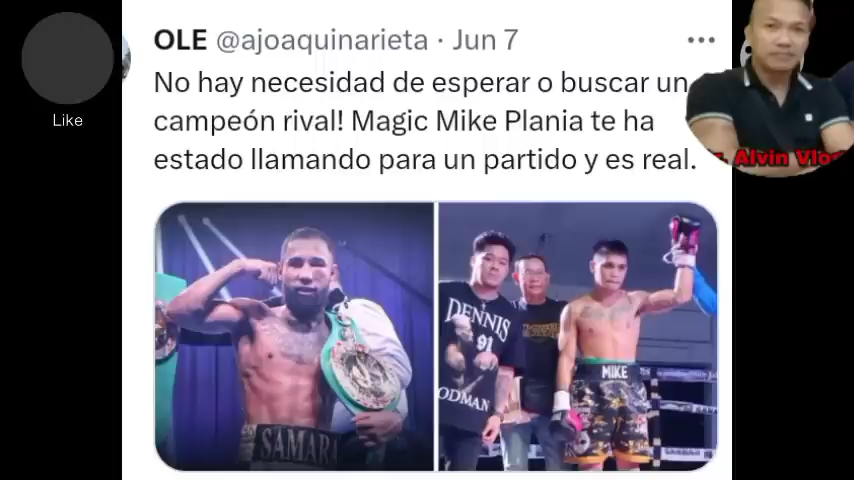 OLE @ajoaquinarieta · Jun 7
No hay necesidad de esperar o buscar un
campeón rival! Magic Mike Plania te ha
estado llamando para un partido y es real.
Like
Alvin Vlo
DENNIS
91
ODMAN
MIKE
SAMAR